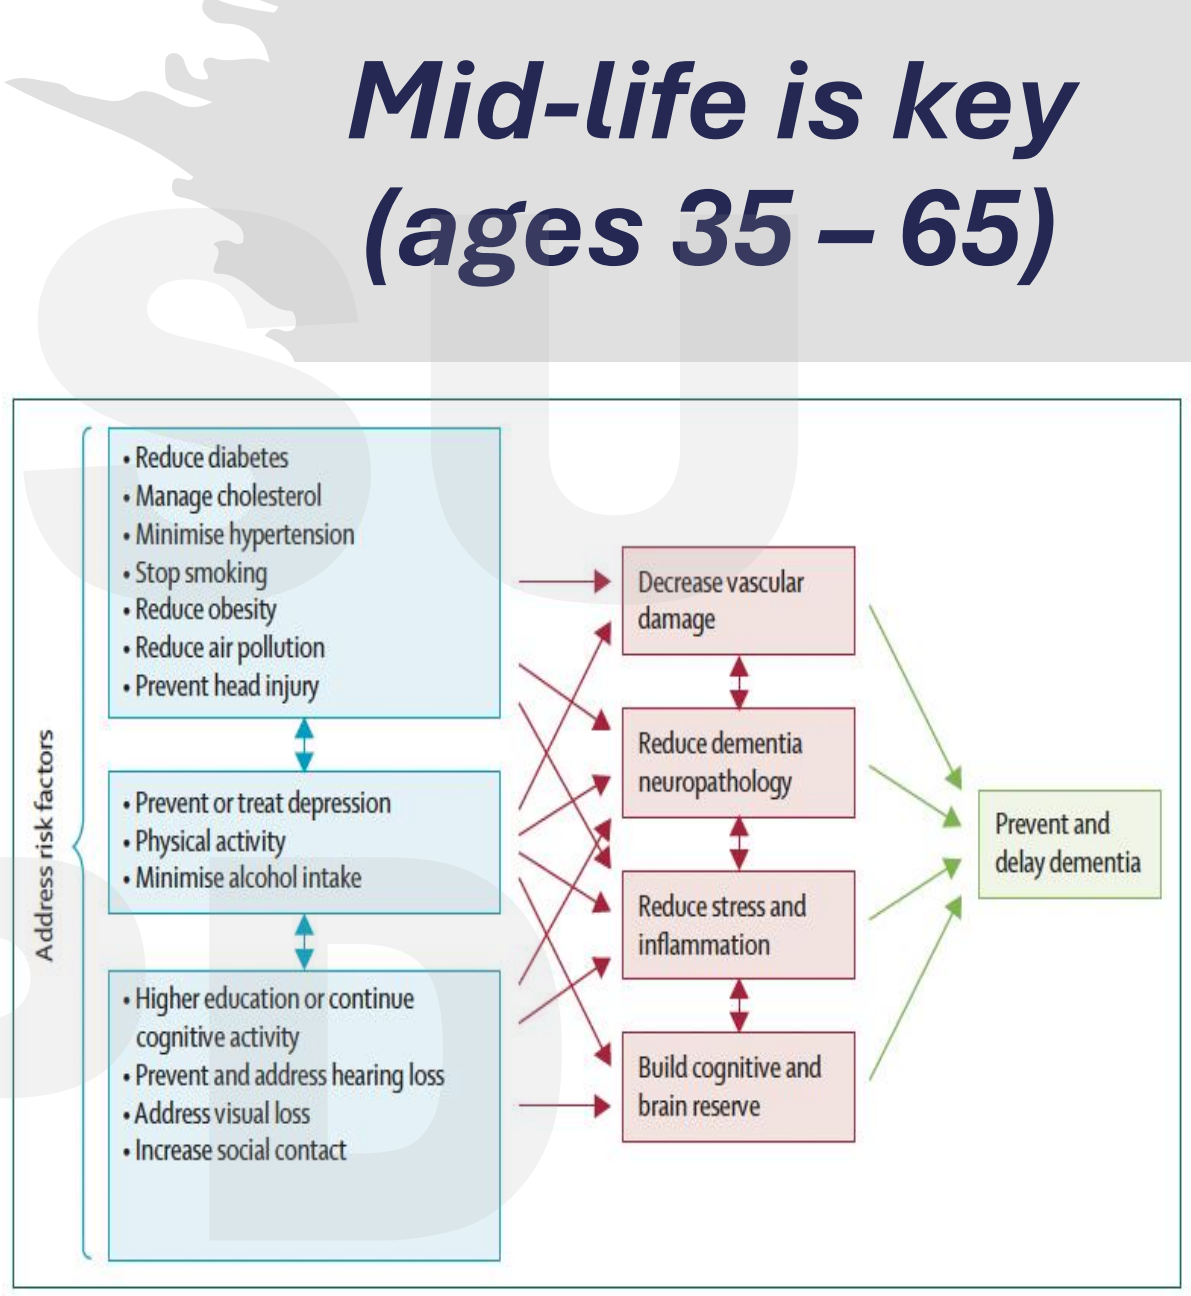 Mid-life is key
(ages 35 – 65)
Address risk factors
• Reduce diabetes
• Manage cholesterol
• Minimise hypertension
• Stop smoking
• Reduce obesity
• Reduce air pollution
• Prevent head injury
• Prevent or treat depression
• Physical activity
• Minimise alcohol intake
• Higher education or continue
cognitive activity
• Prevent and address hearing loss
• Address visual loss
• Increase social contact
Decrease vascular
damage
Reduce dementia
neuropathology
Reduce stress and
inflammation
Build cognitive and
brain reserve
Prevent and
delay dementia
SU
PD